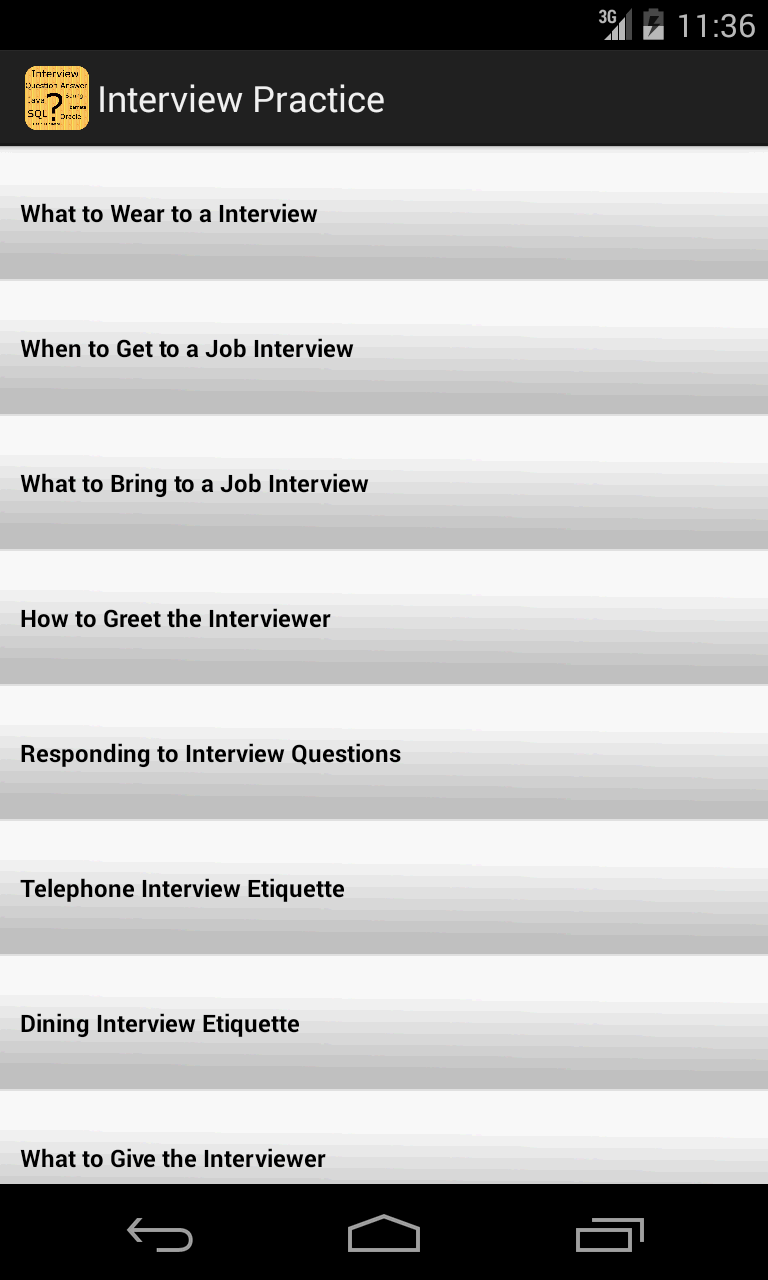 3G 11:36
Interview
Question Answer
Java ? Spring
SQL Oracle
Interview Practice
What to Wear to a Interview
When to Get to a Job Interview
What to Bring to a Job Interview
How to Greet the Interviewer
Responding to Interview Questions
Telephone Interview Etiquette
Dining Interview Etiquette
What to Give the Interviewer